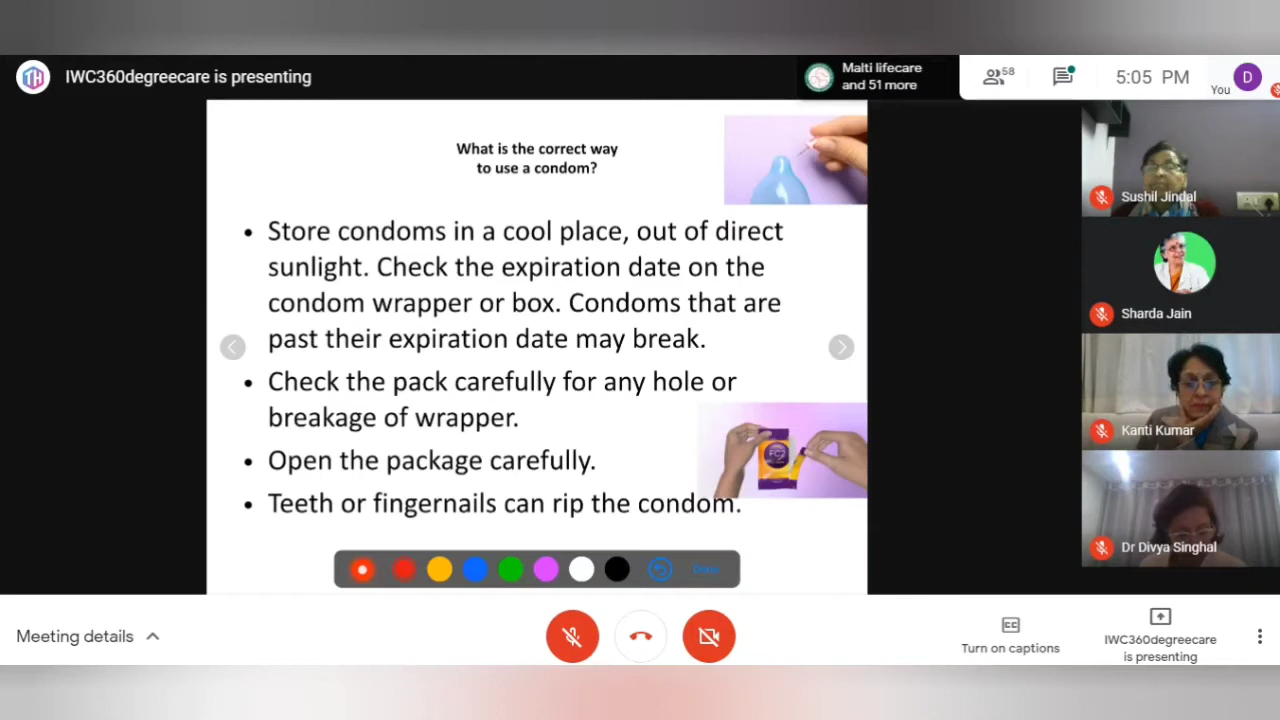 TH
IWC360degreecare is presenting
Malti lifecare
and 51 more
58
5:05 PM
You
D
What is the correct way
to use a condom?
• Store condoms in a cool place, out of direct
sunlight. Check the expiration date on the
condom wrapper or box. Condoms that are
past their expiration date may break.
• Check the pack carefully for any hole or
breakage of wrapper.
• Open the package carefully.
• Teeth or fingernails can rip the condom.
FC2
Done
Sushil Jindal
Sharda Jain
Kanti Kumar
Dr Divya Singhal
Meeting details
CC
Turn on captions
IWC360degreecare
is presenting